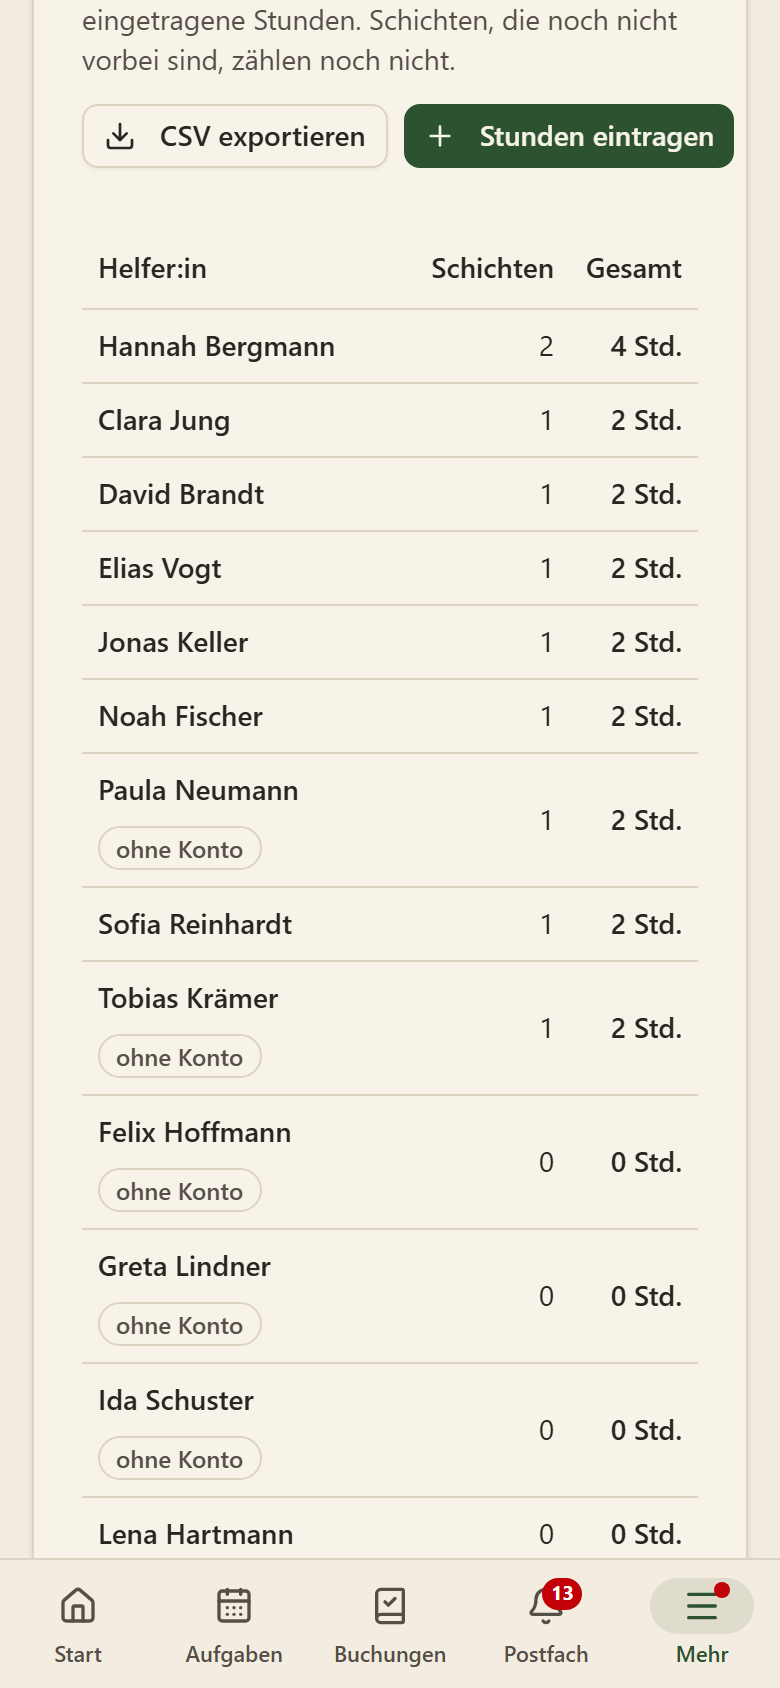 eingetragene Stunden. Schichten, die noch nicht
vorbei sind, zählen noch nicht.
CSV exportieren
Stunden eintragen
Helfer:in Schichten Gesamt
Hannah Bergmann 2 4 Std.
Clara Jung 1 2 Std.
David Brandt 1 2 Std.
Elias Vogt 1 2 Std.
Jonas Keller 1 2 Std.
Noah Fischer 1 2 Std.
Paula Neumann
ohne Konto
1 2 Std.
Sofia Reinhardt 1 2 Std.
Tobias Krämer
ohne Konto
1 2 Std.
Felix Hoffmann
ohne Konto
0 0 Std.
Greta Lindner
ohne Konto
0 0 Std.
Ida Schuster
ohne Konto
0 0 Std.
Lena Hartmann 0 0 Std.
13
Start Aufgaben Buchungen Postfach Mehr